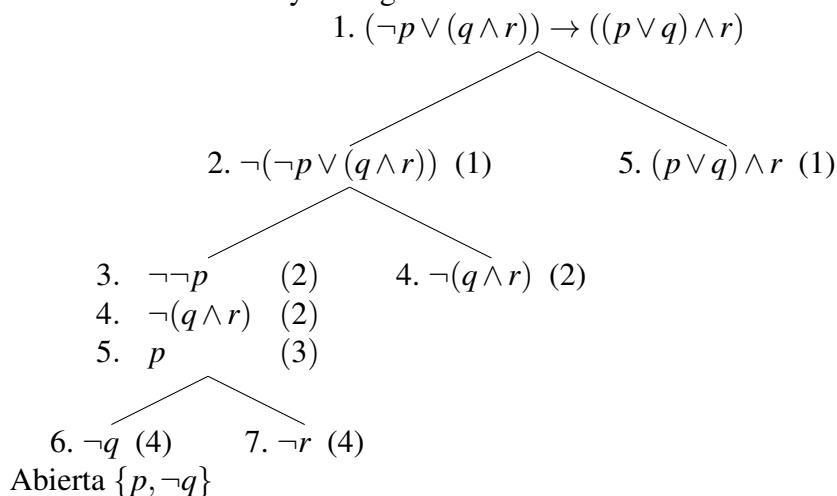 1. (¬p ∨ (q ∧ r)) → ((p ∨ q) ∧ r)
2. ¬(¬p ∨ (q ∧ r)) (1) 5. (p ∨ q) ∧ r (1)
3. ¬¬p (2) 4. ¬(q ∧ r) (2)
4. ¬(q ∧ r) (2)
5. p (3)
6. ¬q (4) 7. ¬r (4)
Abierta {p, ¬q}